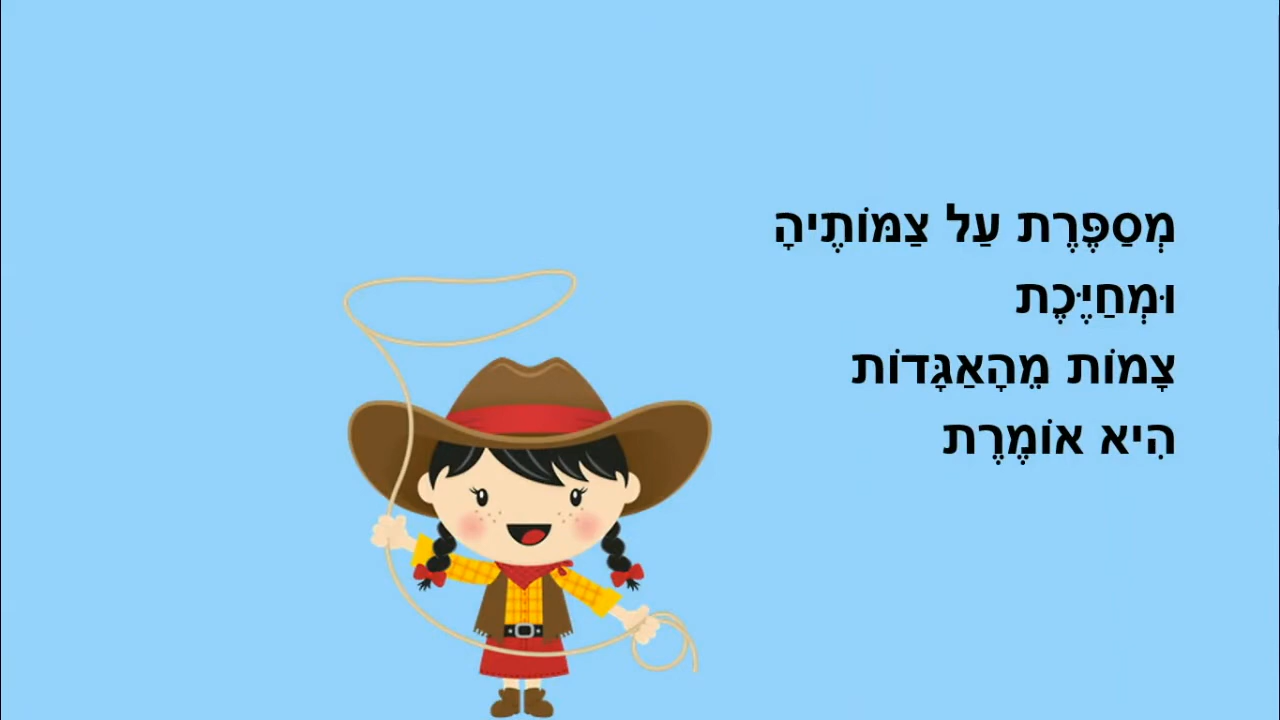 מְסַפֶּרֶת עַל צַמּוֹתֶיהָ
וּמְחַיֶּכֶת
צָמוֹת מֵהָאַגָּדוֹת
הִיא אוֹמֶרֶת